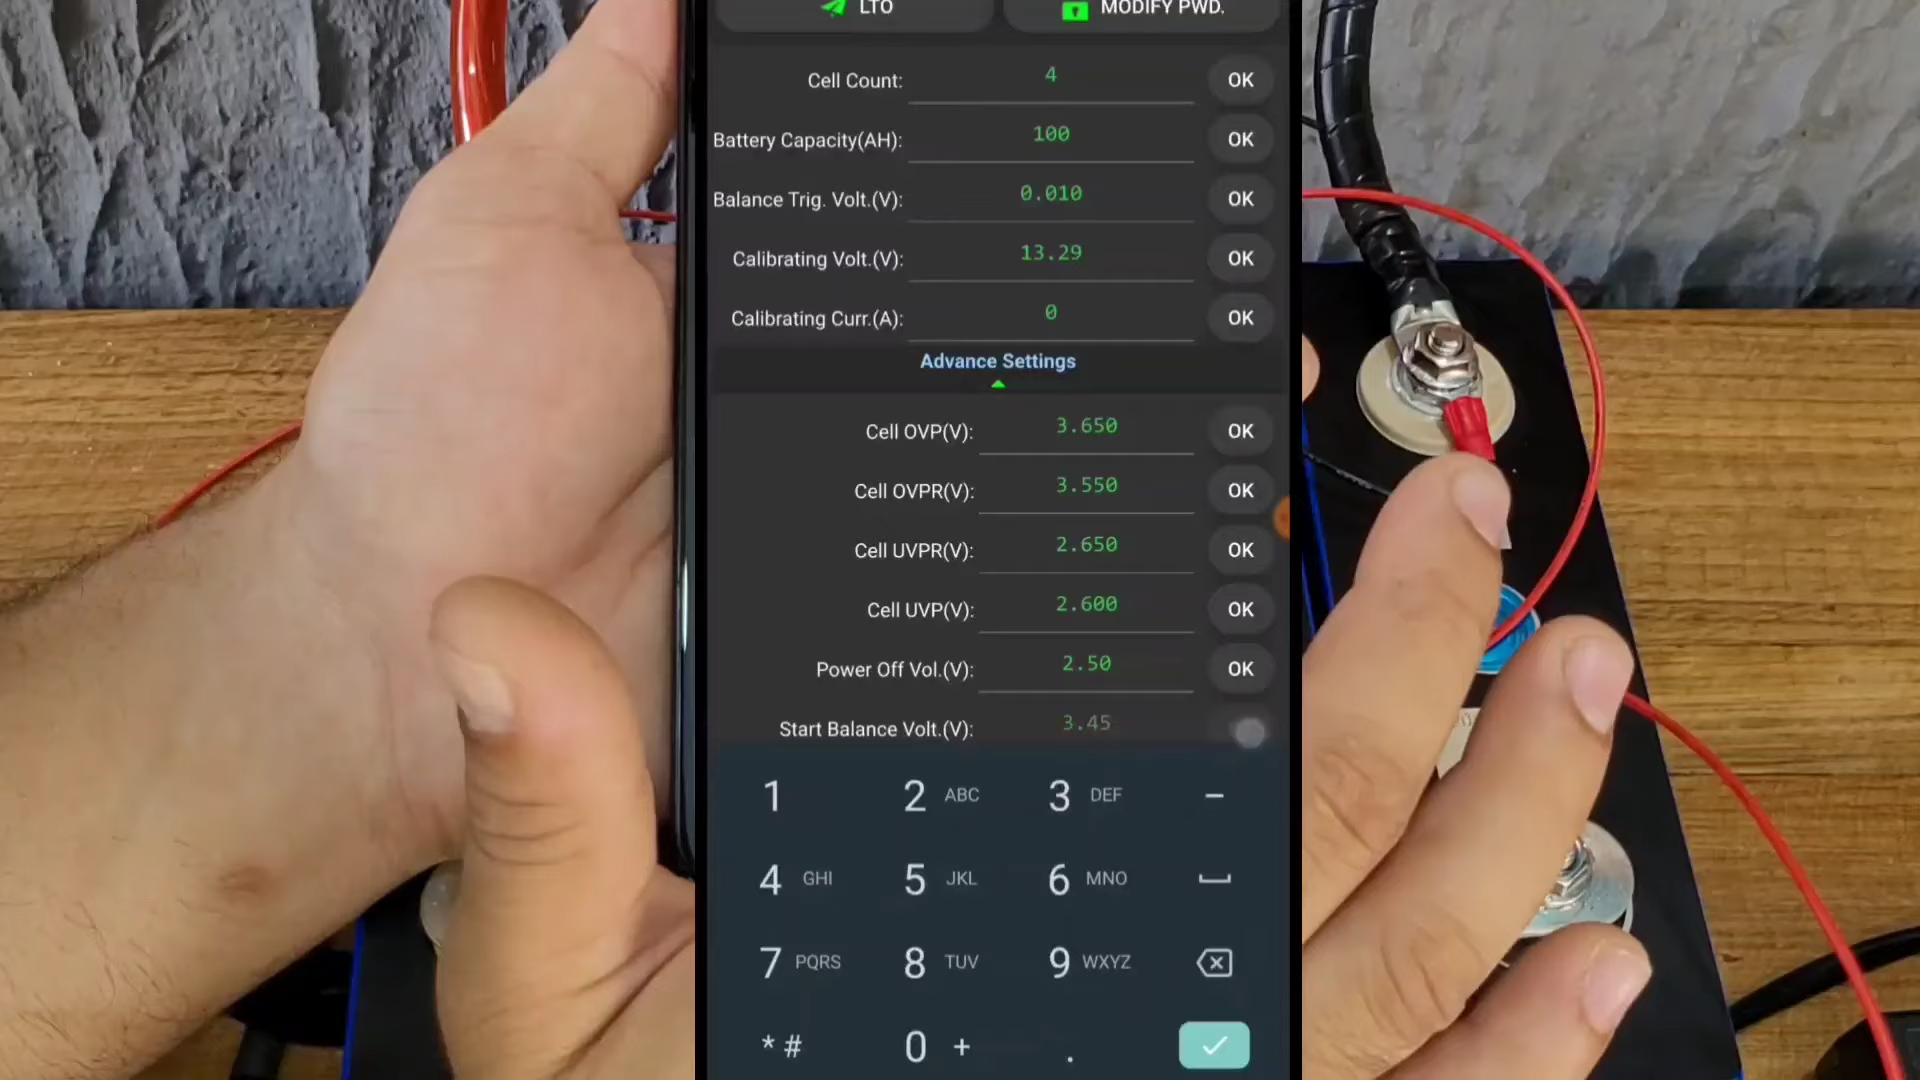 LTO
MODIFY PWD.
Cell Count: 4 OK
Battery Capacity(AH): 100 OK
Balance Trig. Volt.(V): 0.010 OK
Calibrating Volt.(V): 13.29 OK
Calibrating Curr.(A): 0 OK
Advance Settings
Cell OVP(V): 3.650 OK
Cell OVPR(V): 3.550 OK
Cell UVPR(V): 2.650 OK
Cell UVP(V): 2.600 OK
Power Off Vol.(V): 2.50 OK
Start Balance Volt.(V): 3.45
1 2 ABC 3 DEF –
4 GHI 5 JKL 6 MNO
7 PQRS 8 TUV 9 WXYZ
* # 0 + .